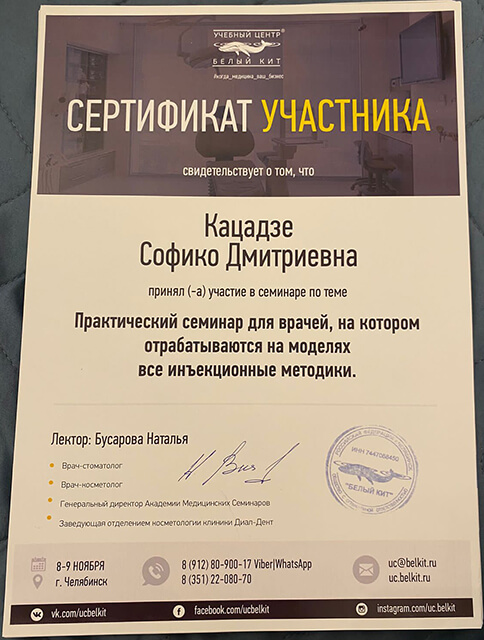 УЧЕБНЫЙ ЦЕНТР
БЕЛЫЙ КИТ
#когда_медицина_ваш_бизнес
СЕРТИФИКАТ УЧАСТНИКА
свидетельствует о том, что
Кацадзе
Софико Дмитриевна
принял (-а) участие в семинаре по теме
Практический семинар для врачей, на котором
отрабатываются на моделях
все инъекционные методики.
Лектор: Бусарова Наталья
Врач-стоматолог
Врач-косметолог
Генеральный директор Академии Медицинских Семинаров
Заведующая отделением косметологии клиники Диал-Дент
ИНН 7447068450
"БЕЛЫЙ КИТ"
8-9 НОЯБРЯ
г. Челябинск
8 (912) 80-900-17 Viber|WhatsApp
8 (351) 22-080-70
uc@belkit.ru
uc.belkit.ru
vk.com/ucbelkit
facebook.com/ucbelkit
instagram.com/uc.belkit